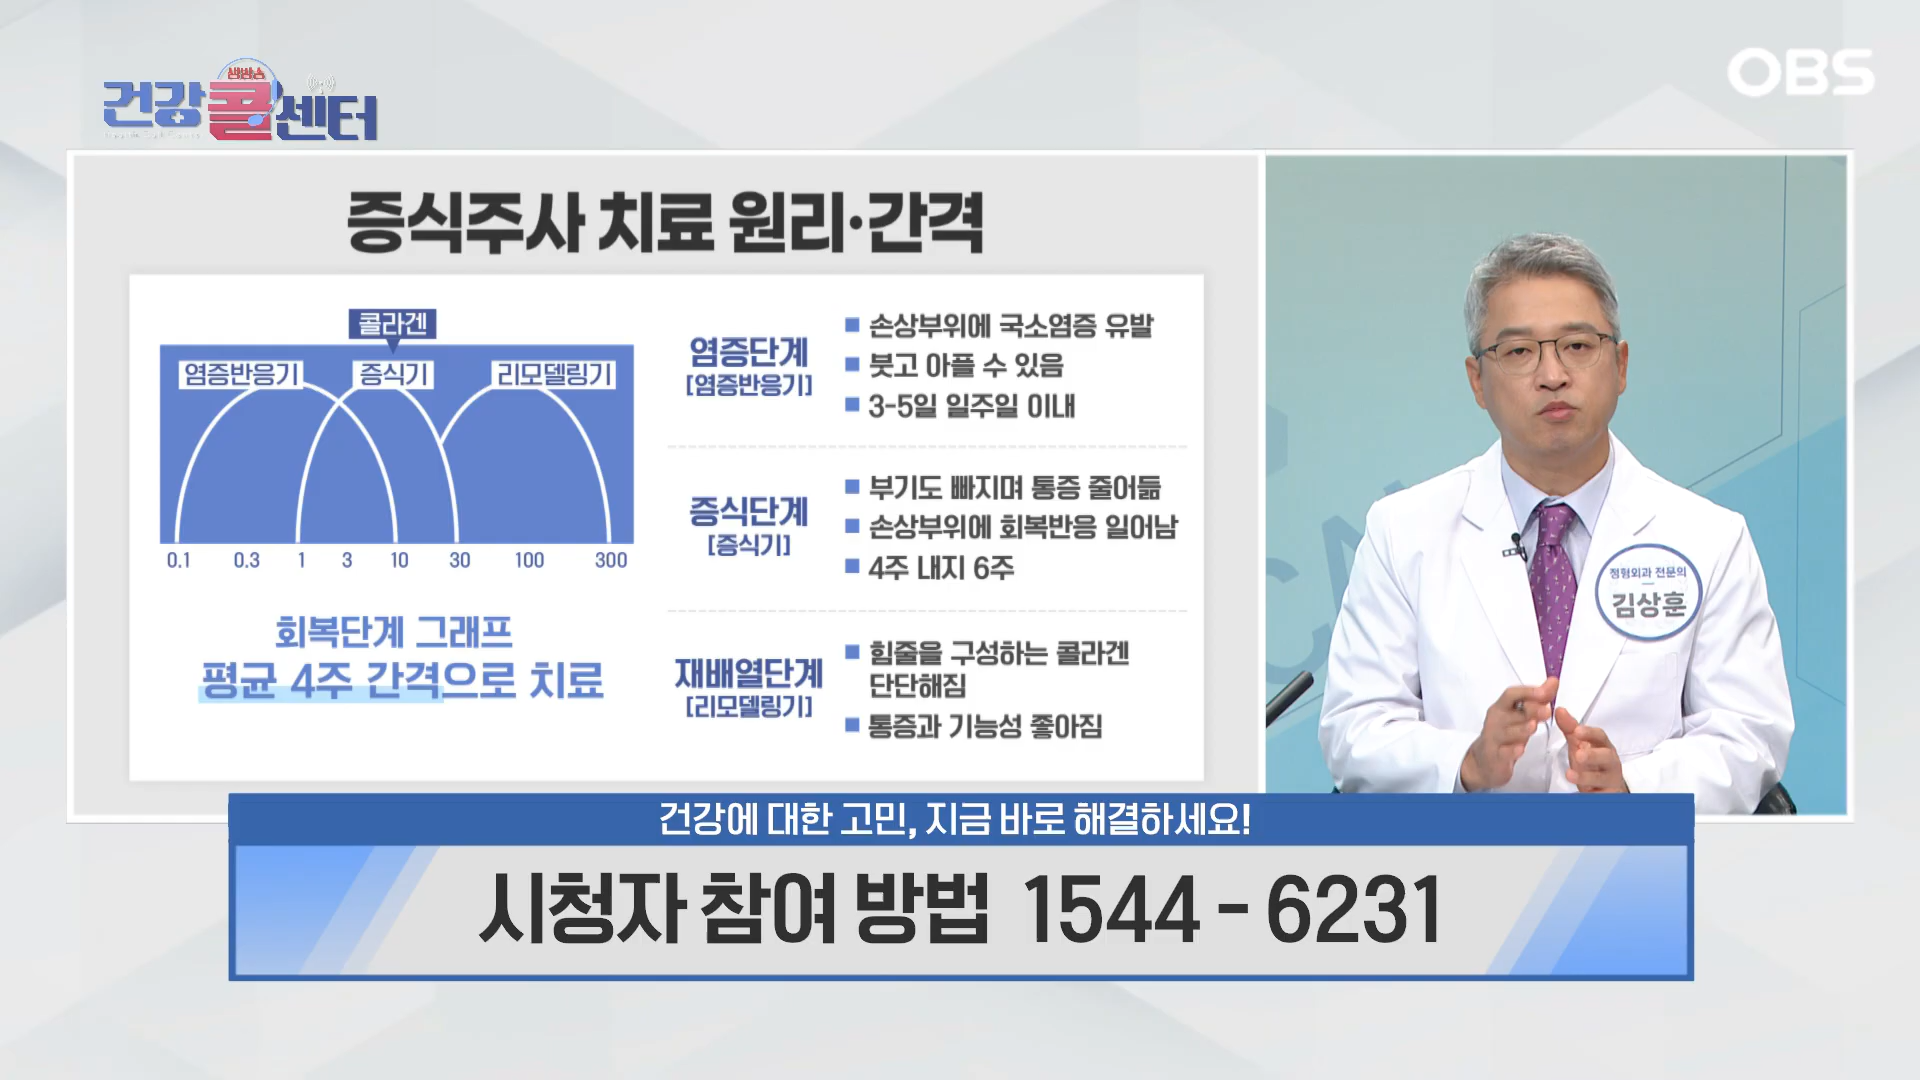 생방송
건강콜센터
OBS
증식주사 치료 원리·간격
콜라겐
염증반응기 증식기 리모델링기
0.1 0.3 1 3 10 30 100 300
회복단계 그래프
평균 4주 간격으로 치료
염증단계
[염증반응기]
손상부위에 국소염증 유발
붓고 아플 수 있음
3-5일 일주일 이내
증식단계
[증식기]
부기도 빠지며 통증 줄어듦
손상부위에 회복반응 일어남
4주 내지 6주
재배열단계
[리모델링기]
힘줄을 구성하는 콜라겐
단단해짐
통증과 기능성 좋아짐
정형외과 전문의
김상훈
건강에 대한 고민, 지금 바로 해결하세요!
시청자 참여 방법 1544 - 6231